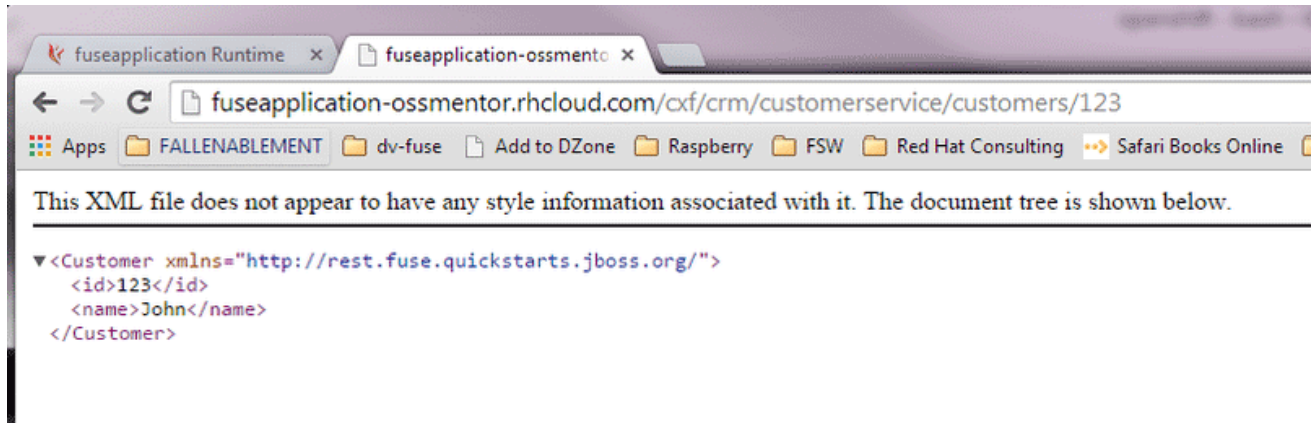 fuseapplication Runtime
fuseapplication-ossmento
fuseapplication-ossmentor.rhcloud.com/cxf/crm/customerservice/customers/123
Apps FALLENABLEMENT dv-fuse Add to DZone Raspberry FSW Red Hat Consulting Safari Books Online
This XML file does not appear to have any style information associated with it. The document tree is shown below.
<Customer xmlns="http://rest.fuse.quickstarts.jboss.org/">
<id>123</id>
<name>John</name>
</Customer>